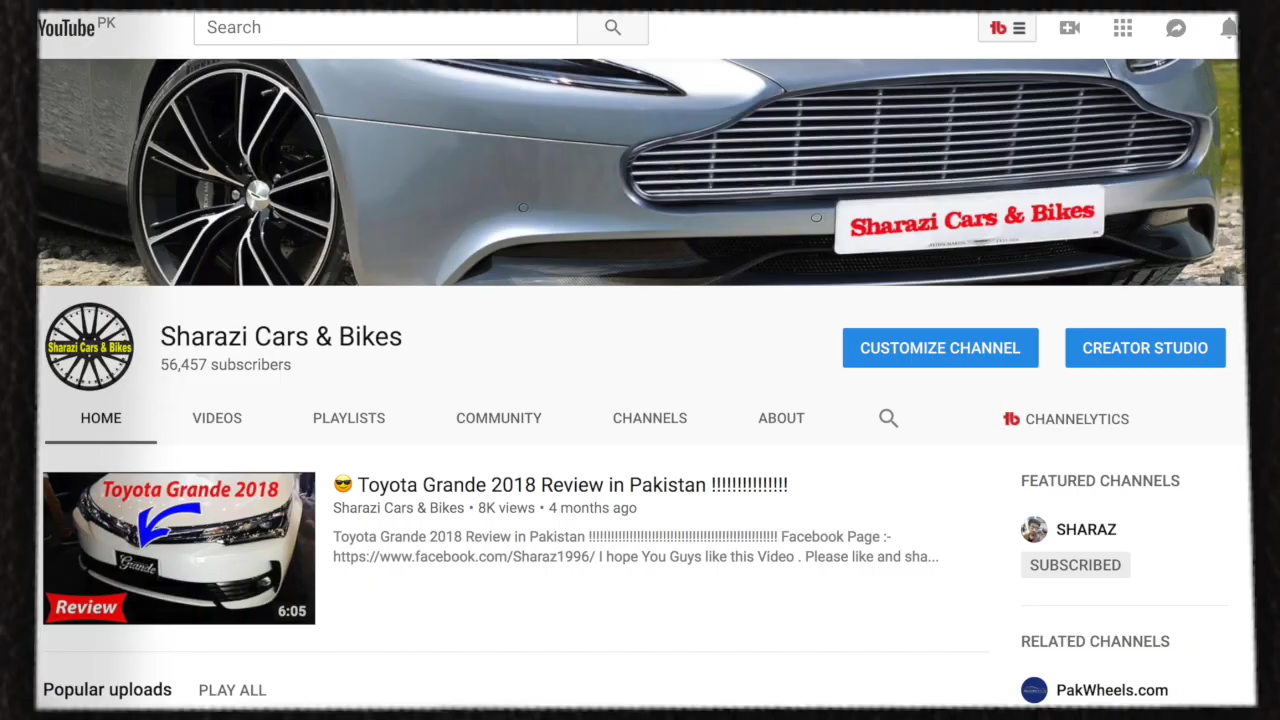 YouTube PK
Search
Sharazi Cars & Bikes
Sharazi Cars & Bikes
Sharazi Cars & Bikes
56,457 subscribers
CUSTOMIZE CHANNEL
CREATOR STUDIO
HOME
VIDEOS
PLAYLISTS
COMMUNITY
CHANNELS
ABOUT
CHANNELYTICS
Toyota Grande 2018
Grande
Review
6:05
😎 Toyota Grande 2018 Review in Pakistan !!!!!!!!!!!!!!!
Sharazi Cars & Bikes • 8K views • 4 months ago
Toyota Grande 2018 Review in Pakistan !!!!!!!!!!!!!!!!!!!!!!!!!!!!!!!!!!!!!!!!!!!!!!!!!! Facebook Page :-
https://www.facebook.com/Sharaz1996/ I hope You Guys like this Video . Please like and sha...
FEATURED CHANNELS
SHARAZ
SUBSCRIBED
RELATED CHANNELS
PakWheels.com
Popular uploads
PLAY ALL